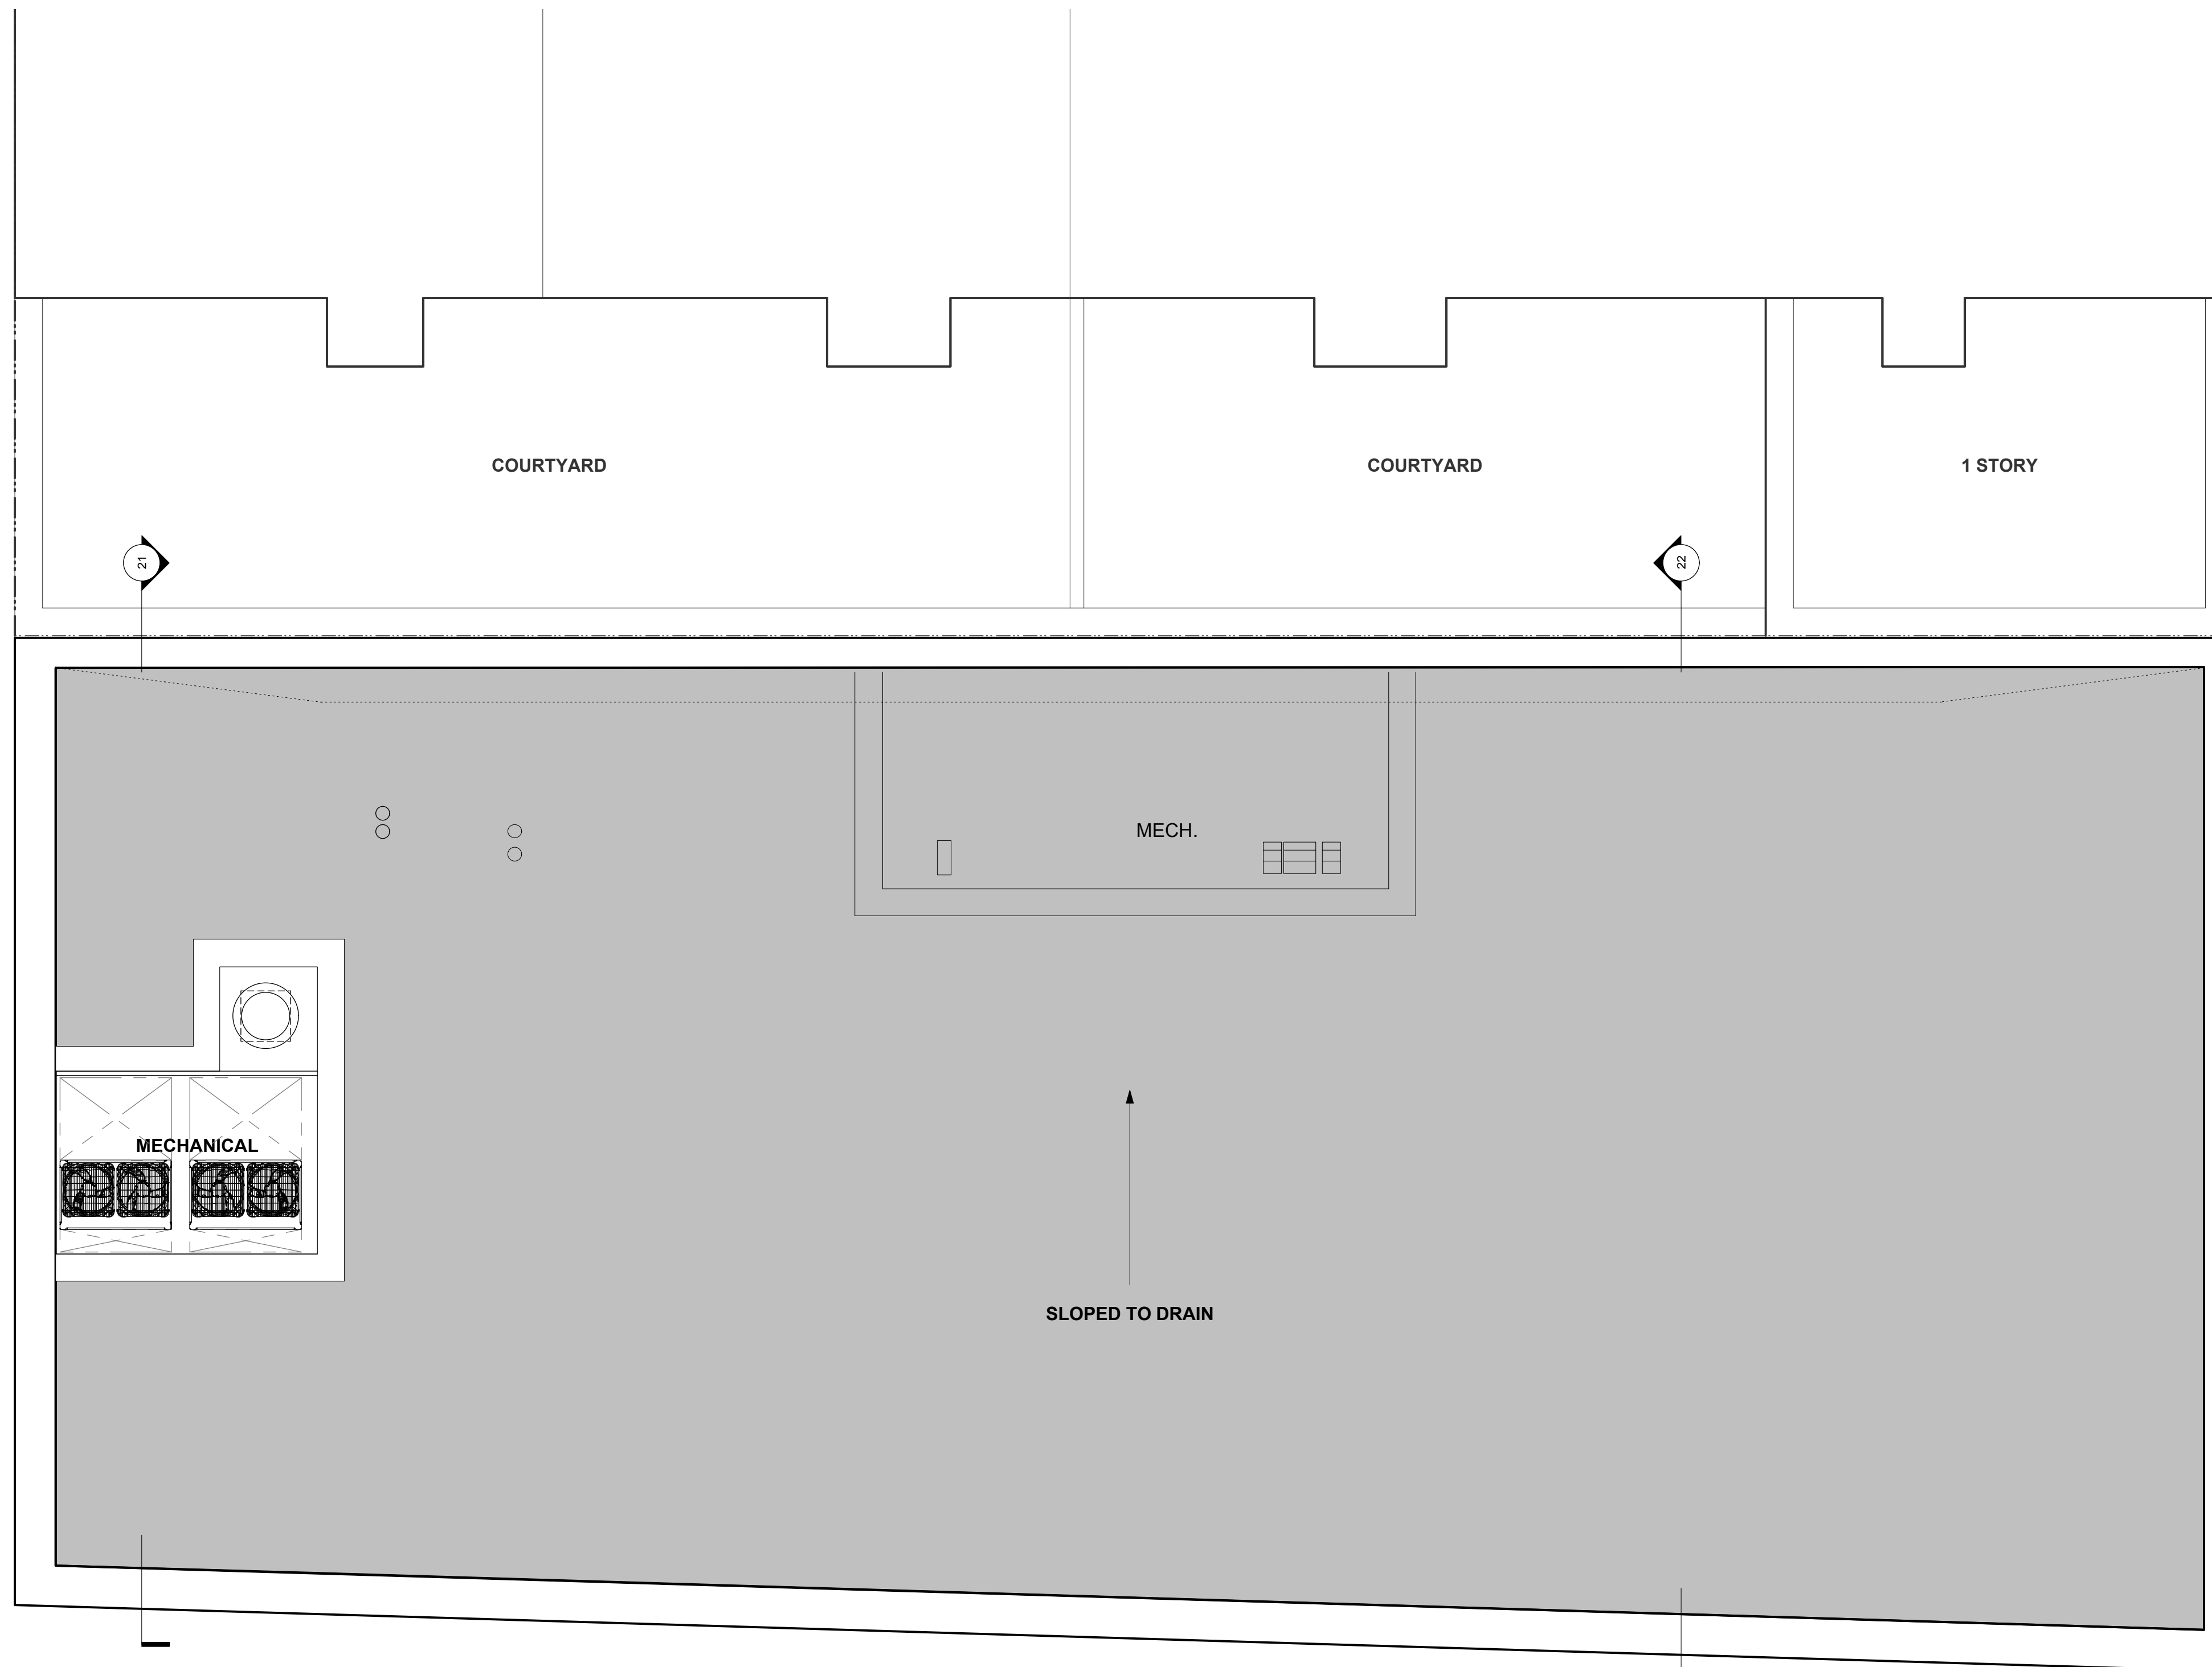 COURTYARD
COURTYARD
1 STORY
21
22
MECH.
MECHANICAL
SLOPED TO DRAIN